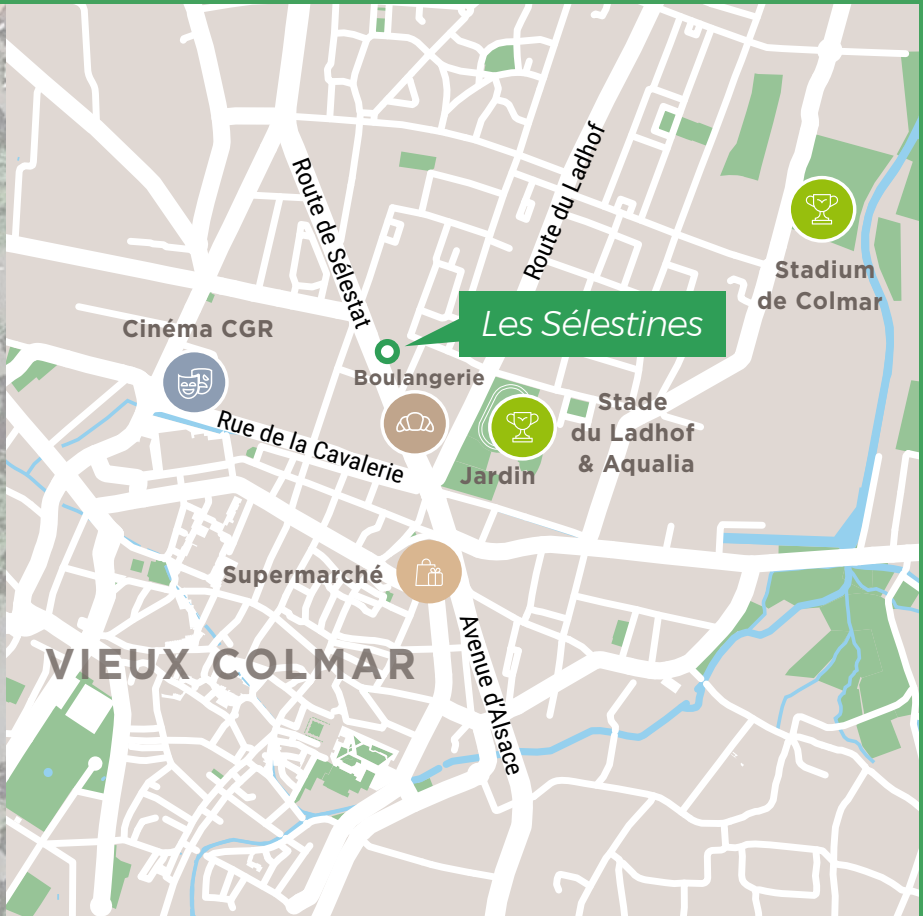 Route de Sélestat
Route du Ladhof
Stadium
de Colmar
Les Sélestines
Cinéma CGR
Boulangerie
Stade
du Ladhof
& Aqualia
Rue de la Cavalerie
Jardin
Supermarché
Avenue d'Alsace
VIEUX COLMAR